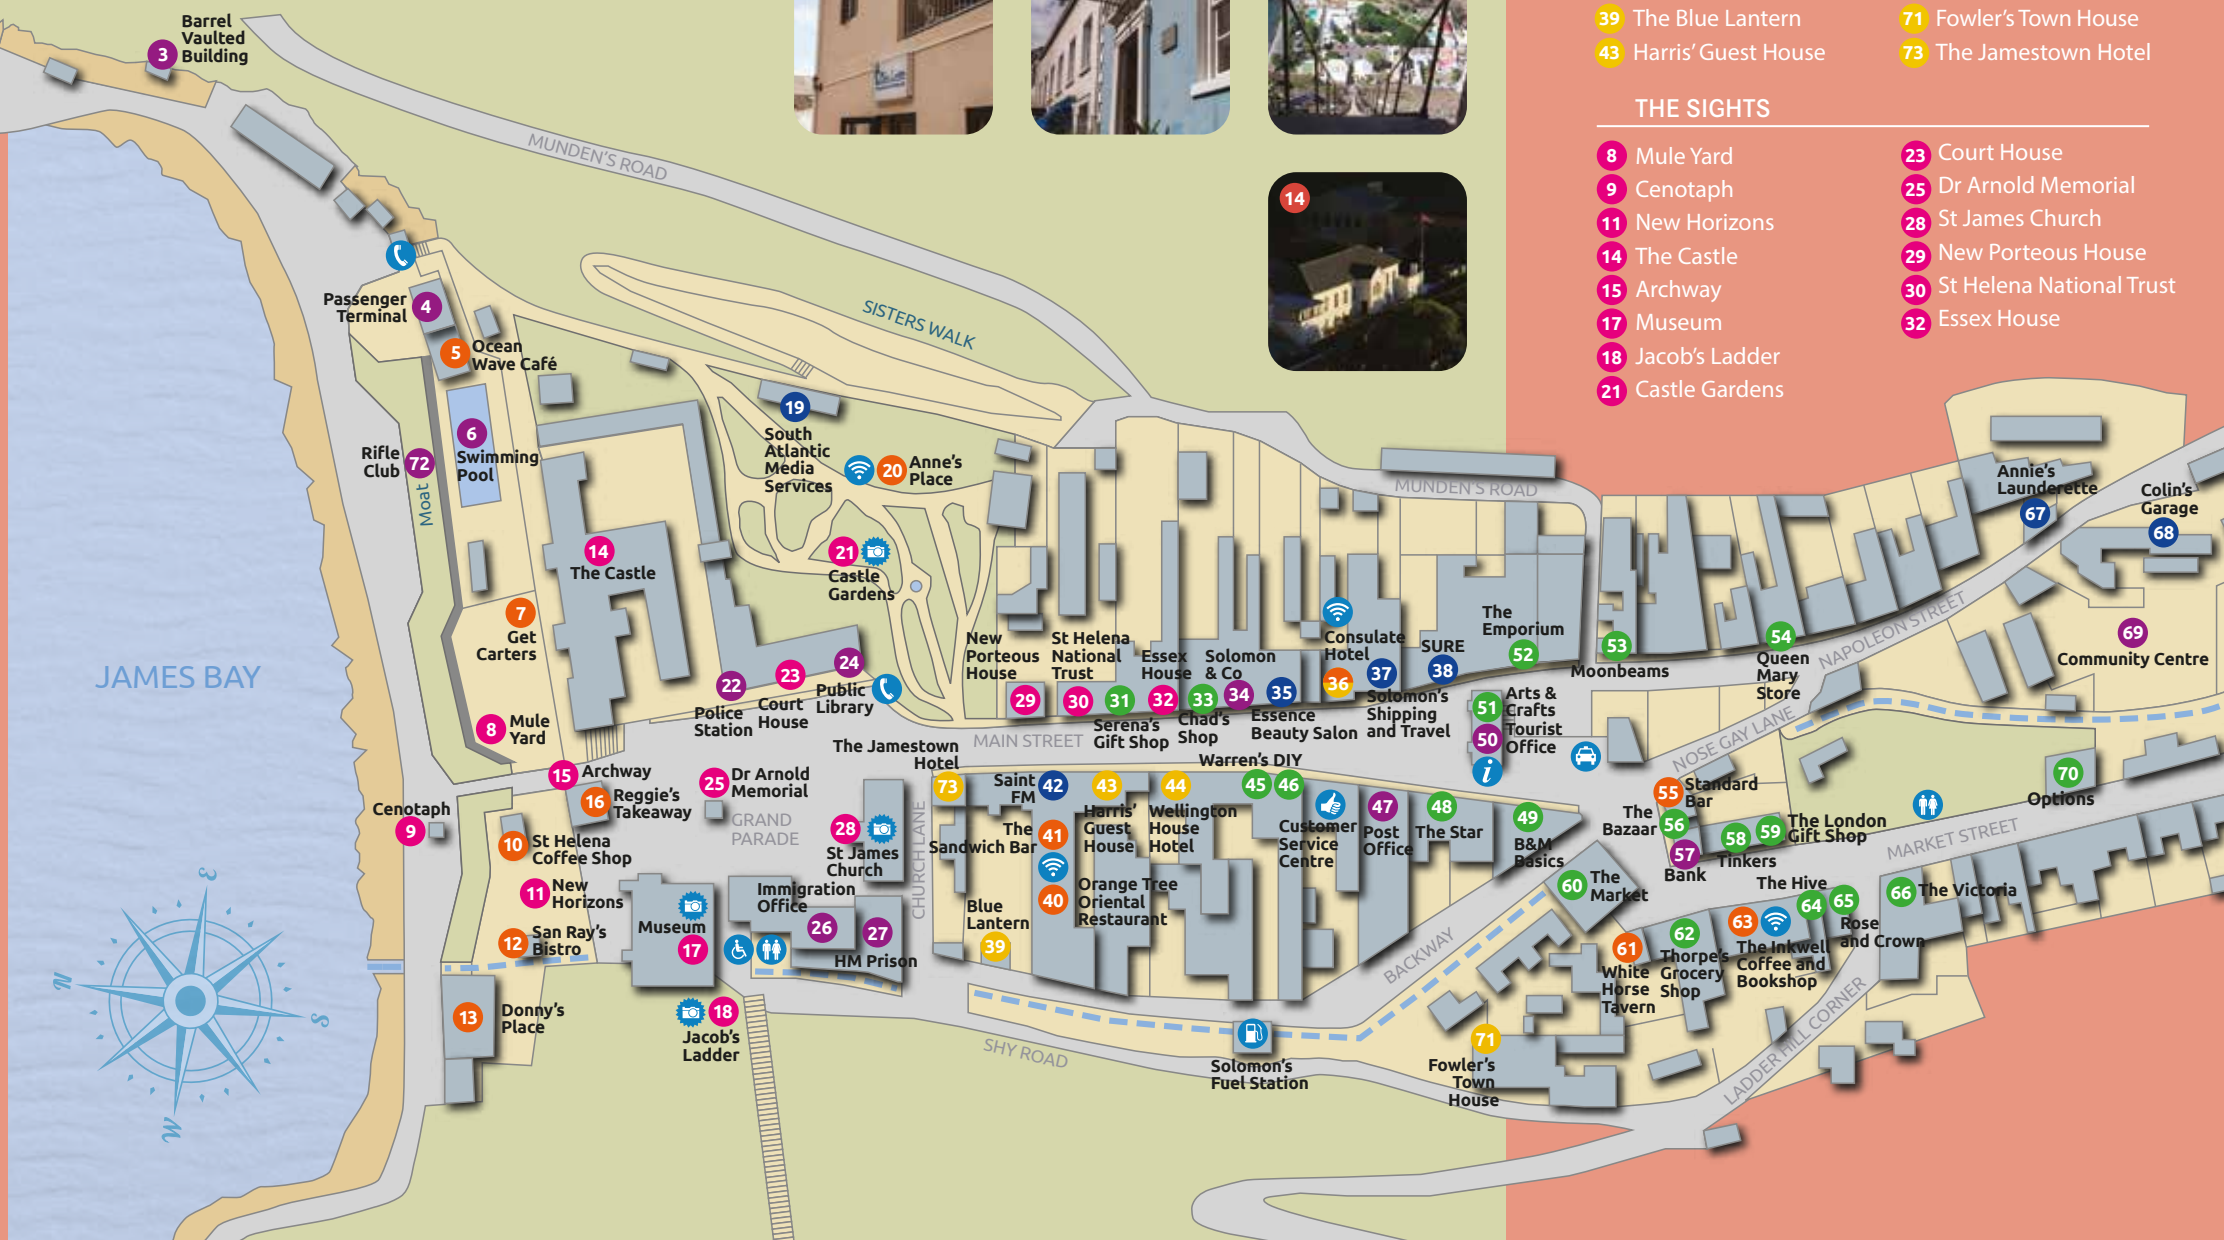 39 The Blue Lantern
43 Harris' Guest House
71 Fowler's Town House
73 The Jamestown Hotel
THE SIGHTS
8 Mule Yard
9 Cenotaph
11 New Horizons
14 The Castle
15 Archway
17 Museum
18 Jacob's Ladder
21 Castle Gardens
23 Court House
25 Dr Arnold Memorial
28 St James Church
29 New Porteous House
30 St Helena National Trust
32 Essex House
14
3
Barrel
Vaulted
Building
MUNDEN'S ROAD
SISTERS WALK
Passenger
Terminal
4
5
Ocean
Wave Café
6
Swimming
Pool
Rifle
Club
72
Moat
19
South
Atlantic
Media
Services
20
Anne's
Place
21
Castle
Gardens
14
The Castle
7
Get
Carters
JAMES BAY
8
Mule
Yard
22
Police
Station
23
Court
House
24
Public
Library
New
Porteous
House
29
St Helena
National
Trust
30
31
Serena's
Gift Shop
Essex
House
32
33
Chad's
Shop
Solomon
& Co
34
35
Essence
Beauty Salon
Consulate
Hotel
36
37
Solomon's
Shipping
and Travel
SURE
38
The
Emporium
52
MUNDEN'S ROAD
53
Moonbeams
54
Queen
Mary
Store
NAPOLEON STREET
Annie's
Launderette
67
Colin's
Garage
68
69
Community Centre
MAIN STREET
51
Arts &
Crafts
50
Tourist
Office
i
NOSE GAY LANE
15
Archway
16
Reggie's
Takeaway
25
Dr Arnold
Memorial
GRAND
PARADE
Cenotaph
9
10
St Helena
Coffee Shop
11
New
Horizons
12
San Ray's
Bistro
13
Donny's
Place
Museum
17
18
Jacob's
Ladder
28
St James
Church
Immigration
Office
26
27
HM Prison
CHURCH LANE
The Jamestown
Hotel
73
Saint
FM
42
43
Harris'
Guest
House
44
Wellington
House
Hotel
The
Sandwich Bar
41
40
Orange Tree
Oriental
Restaurant
Blue
Lantern
39
Warren's DIY
45
46
Customer
Service
Centre
47
Post
Office
48
The Star
49
B&M
Basics
BACKWAY
SHY ROAD
Solomon's
Fuel Station
55
Standard
Bar
The
Bazaar
56
57
Bank
58
Tinkers
59
The London
Gift Shop
60
The
Market
61
White
Horse
Tavern
62
Thorpe's
Grocery
Shop
63
The Inkwell
Coffee and
Bookshop
The Hive
64
65
Rose
and Crown
66
The Victoria
70
Options
MARKET STREET
71
Fowler's
Town
House
LADDER HILL CORNER
N
E
S
W